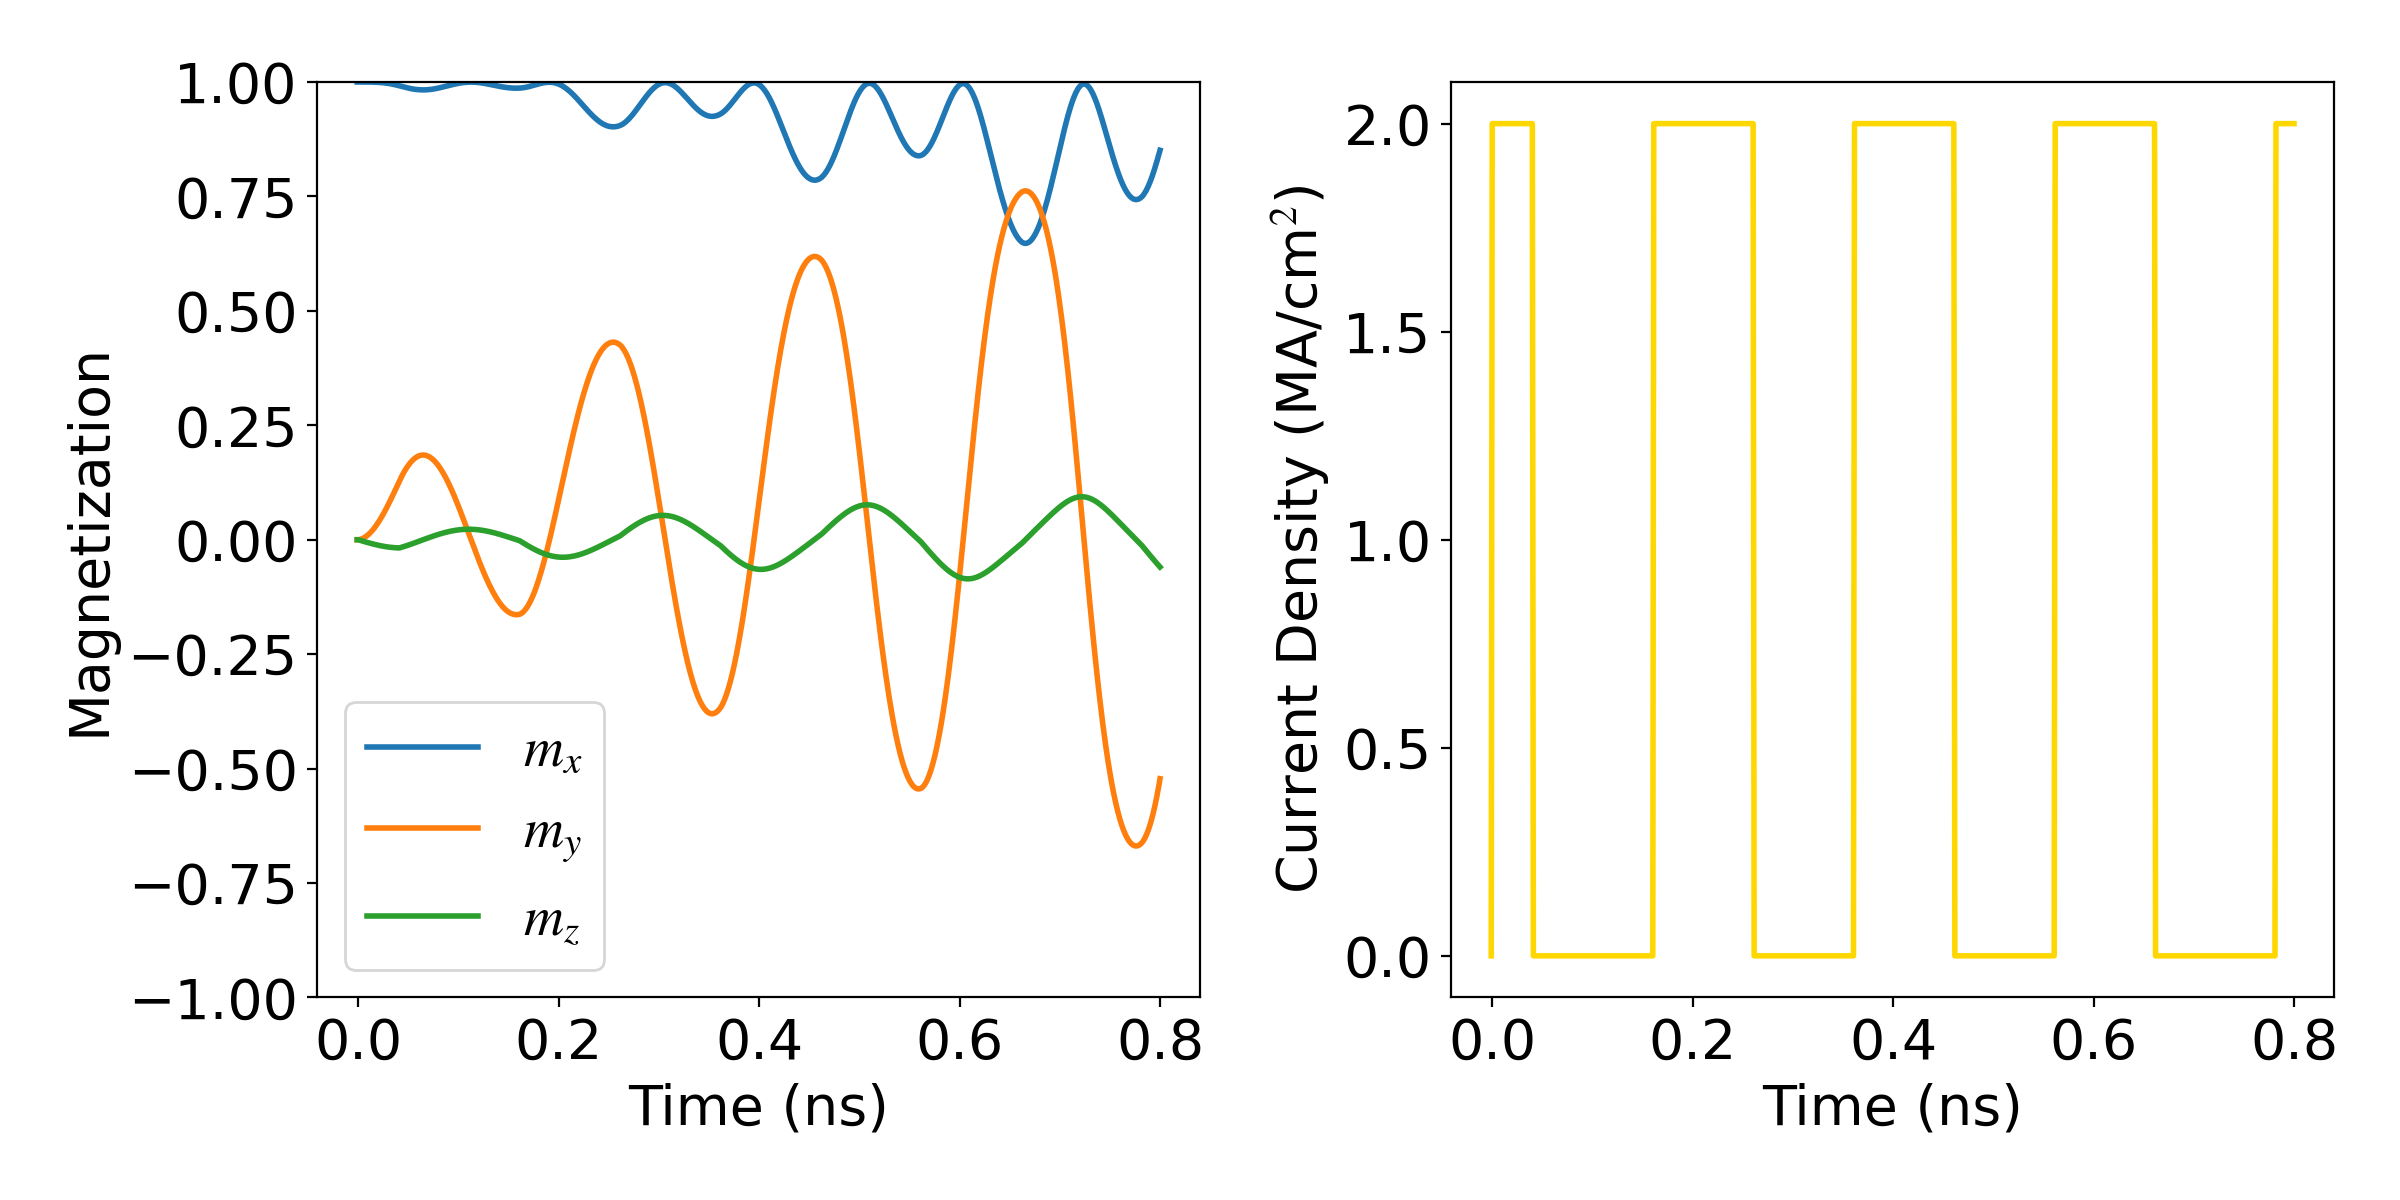 Magnetization
1.00
0.75
0.50
0.25
0.00
−0.25
−0.50
−0.75
−1.00
m_x
m_y
m_z
0.0 0.2 0.4 0.6 0.8
Time (ns)
Current Density (MA/cm²)
2.0
1.5
1.0
0.5
0.0
0.0 0.2 0.4 0.6 0.8
Time (ns)